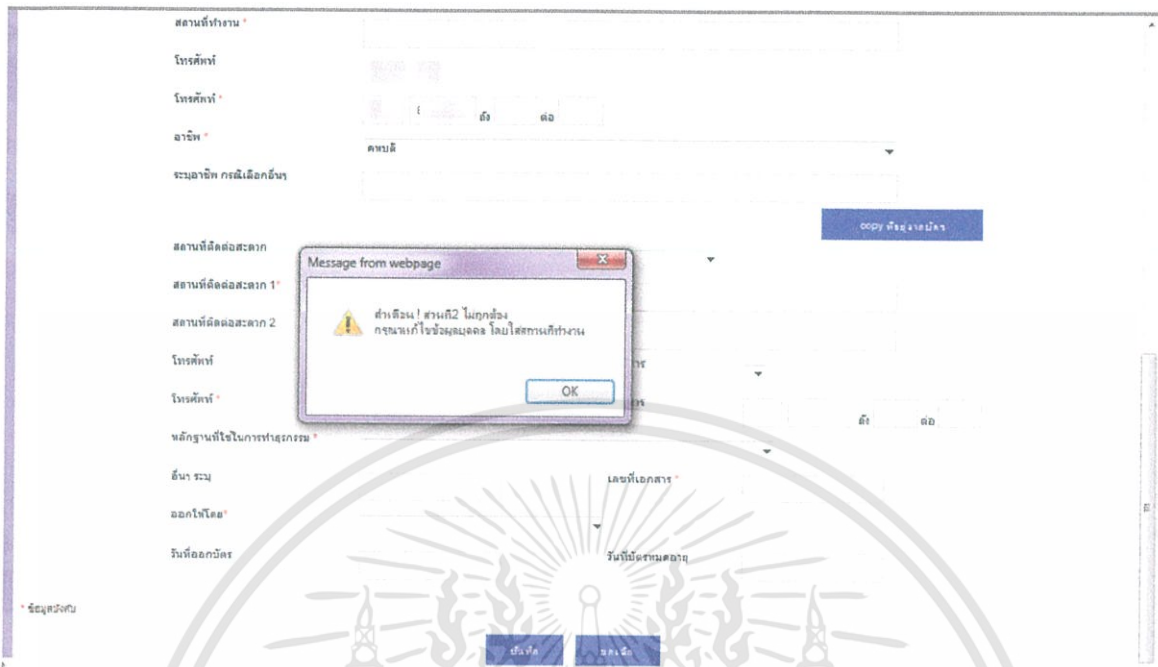 สถานที่ทำงาน *
โทรศัพท์
โทรศัพท์ *
ถึง ต่อ
อาชีพ *
คหบดี
ระบุอาชีพ กรณีเลือกอื่นๆ
copy ที่อยู่จากบัตร
สถานที่ติดต่อสะดวก
สถานที่ติดต่อสะดวก 1*
สถานที่ติดต่อสะดวก 2
Message from webpage
คำเตือน ! ส่วนที่2 ไม่ถูกต้อง
กรุณาแก้ไขข้อมูลบุคคล โดยใส่สถานที่ทำงาน
OK
โทรศัพท์
โทรศัพท์ *
ถึง ต่อ
หลักฐานที่ใช้ในการทำธุรกรรม *
อื่นๆ ระบุ
เลขที่เอกสาร *
ออกให้โดย*
วันที่ออกบัตร
วันที่บัตรหมดอายุ
* ข้อมูลบังคับ
บันทึก ยกเลิก